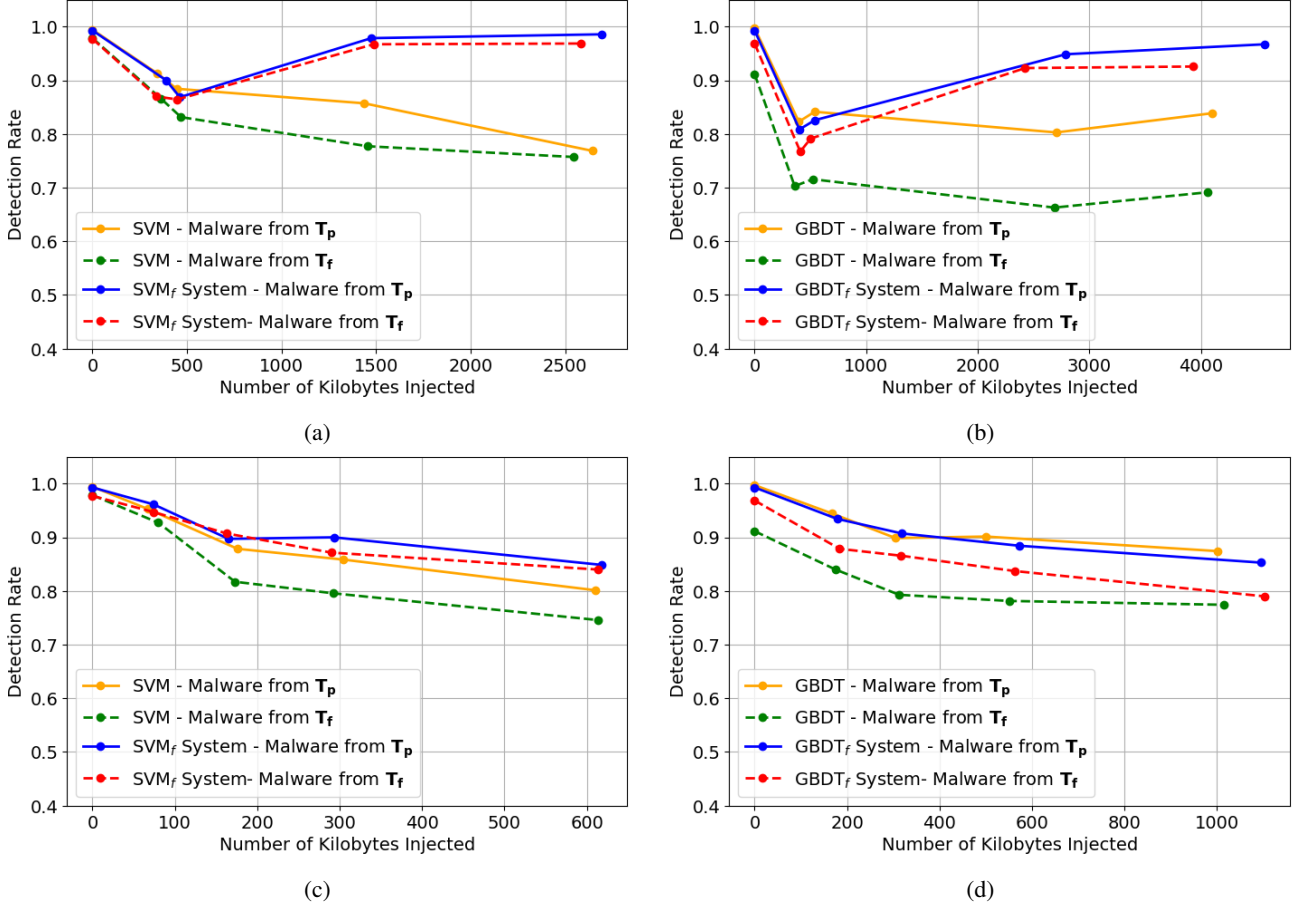 1.0
0.9
0.8
0.7
0.6
0.5
0.4
Detection Rate
SVM - Malware from Tp
SVM - Malware from Tf
SVMf System - Malware from Tp
SVMf System- Malware from Tf
0 500 1000 1500 2000 2500
Number of Kilobytes Injected
(a)
1.0
0.9
0.8
0.7
0.6
0.5
0.4
Detection Rate
GBDT - Malware from Tp
GBDT - Malware from Tf
GBDTf System - Malware from Tp
GBDTf System- Malware from Tf
0 1000 2000 3000 4000
Number of Kilobytes Injected
(b)
1.0
0.9
0.8
0.7
0.6
0.5
0.4
Detection Rate
SVM - Malware from Tp
SVM - Malware from Tf
SVMf System - Malware from Tp
SVMf System- Malware from Tf
0 100 200 300 400 500 600
Number of Kilobytes Injected
(c)
1.0
0.9
0.8
0.7
0.6
0.5
0.4
Detection Rate
GBDT - Malware from Tp
GBDT - Malware from Tf
GBDTf System - Malware from Tp
GBDTf System- Malware from Tf
0 200 400 600 800 1000
Number of Kilobytes Injected
(d)